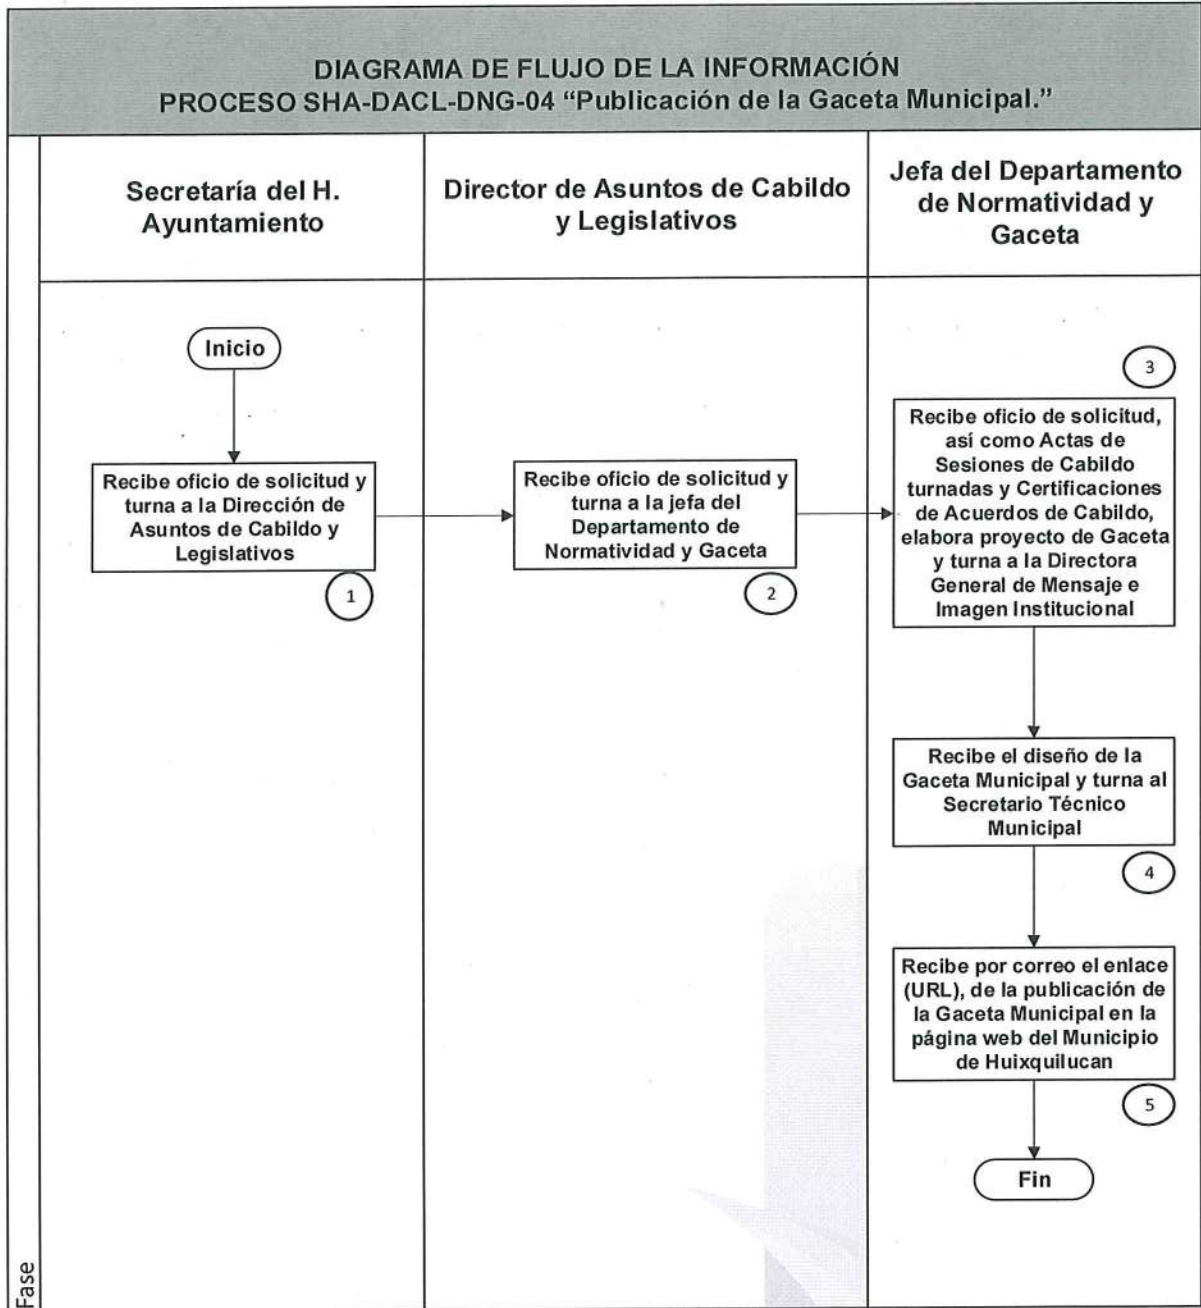 DIAGRAMA DE FLUJO DE LA INFORMACIÓN
PROCESO SHA-DACL-DNG-04 “Publicación de la Gaceta Municipal.”
Secretaría del H.
Ayuntamiento
Director de Asuntos de Cabildo
y Legislativos
Jefa del Departamento
de Normatividad y
Gaceta
Inicio
Recibe oficio de solicitud y
turna a la Dirección de
Asuntos de Cabildo y
Legislativos
1
Recibe oficio de solicitud y
turna a la jefa del
Departamento de
Normatividad y Gaceta
2
3
Recibe oficio de solicitud,
así como Actas de
Sesiones de Cabildo
turnadas y Certificaciones
de Acuerdos de Cabildo,
elabora proyecto de Gaceta
y turna a la Directora
General de Mensaje e
Imagen Institucional
Recibe el diseño de la
Gaceta Municipal y turna al
Secretario Técnico
Municipal
4
Recibe por correo el enlace
(URL), de la publicación de
la Gaceta Municipal en la
página web del Municipio
de Huixquilucan
5
Fin
Fase